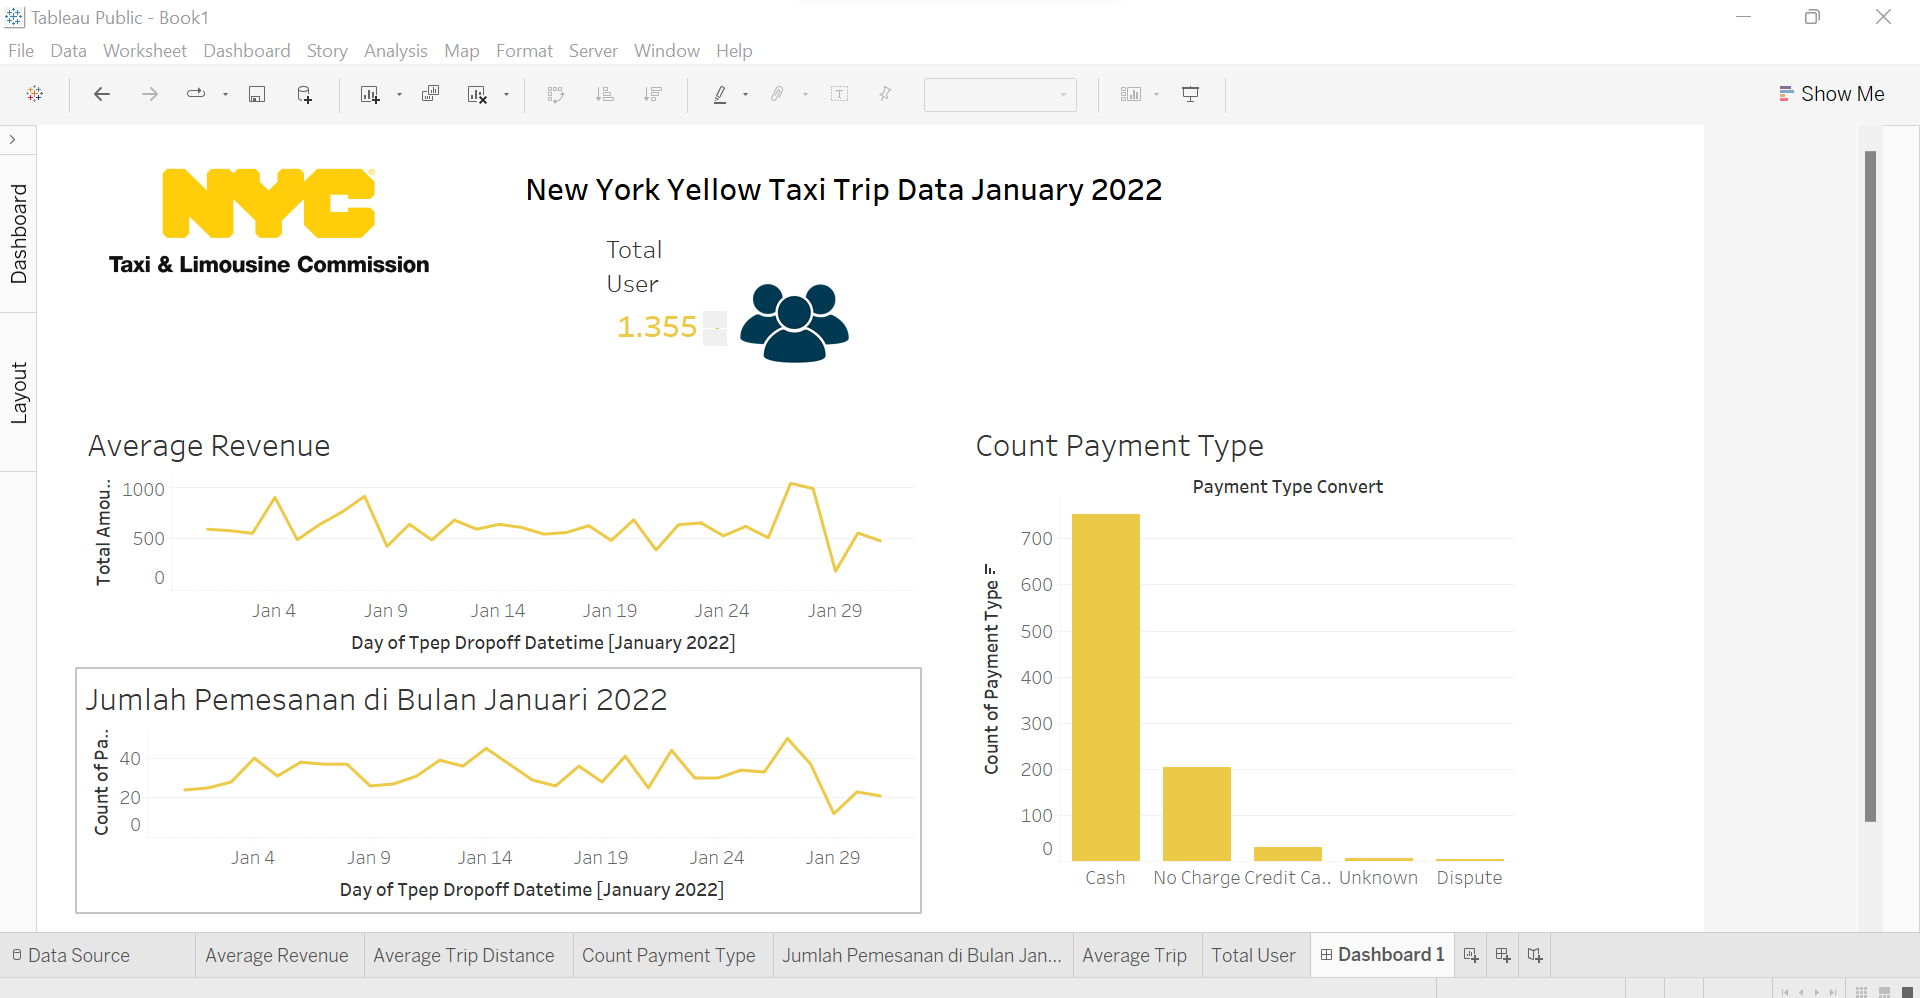 Tableau Public - Book1
File Data Worksheet Dashboard Story Analysis Map Format Server Window Help
Show Me
Dashboard
Layout
NYC
Taxi & Limousine Commission
New York Yellow Taxi Trip Data January 2022
Total
User
1.355
Average Revenue
Total Amou..
1000
500
0
Jan 4 Jan 9 Jan 14 Jan 19 Jan 24 Jan 29
Day of Tpep Dropoff Datetime [January 2022]
Jumlah Pemesanan di Bulan Januari 2022
Count of Pa..
40
20
0
Jan 4 Jan 9 Jan 14 Jan 19 Jan 24 Jan 29
Day of Tpep Dropoff Datetime [January 2022]
Count Payment Type
Payment Type Convert
Count of Payment Type
700
600
500
400
300
200
100
0
Cash No Charge Credit Ca.. Unknown Dispute
Data Source Average Revenue Average Trip Distance Count Payment Type Jumlah Pemesanan di Bulan Jan... Average Trip Total User Dashboard 1